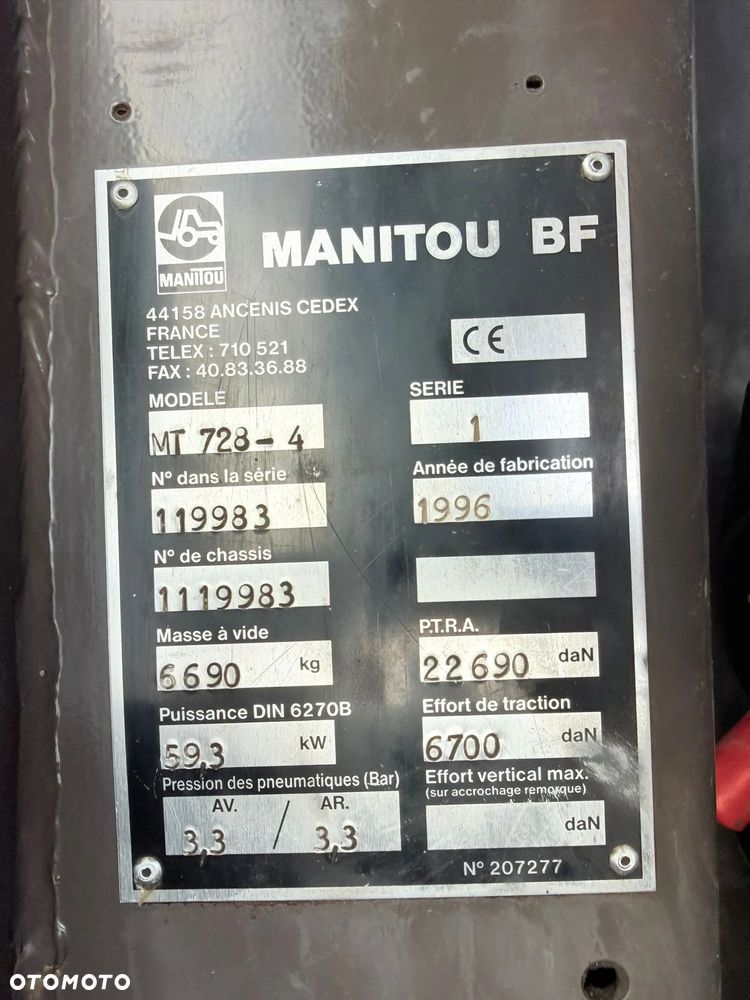 MANITOU
MANITOU BF
44158 ANCENIS CEDEX
FRANCE
TELEX : 710 521
FAX : 40.83.36.88
CE
MODELE
MT 728-4
SERIE
1
N° dans la série
119983
Année de fabrication
1996
N° de chassis
1119983
Masse à vide
6690 kg
P.T.R.A.
22690 daN
Puissance DIN 6270B
59,3 kW
Effort de traction
6700 daN
Pression des pneumatiques (Bar)
AV. / AR.
3,3 3,3
Effort vertical max.
(sur accrochage remorque)
daN
N° 207277
OTOMOTO